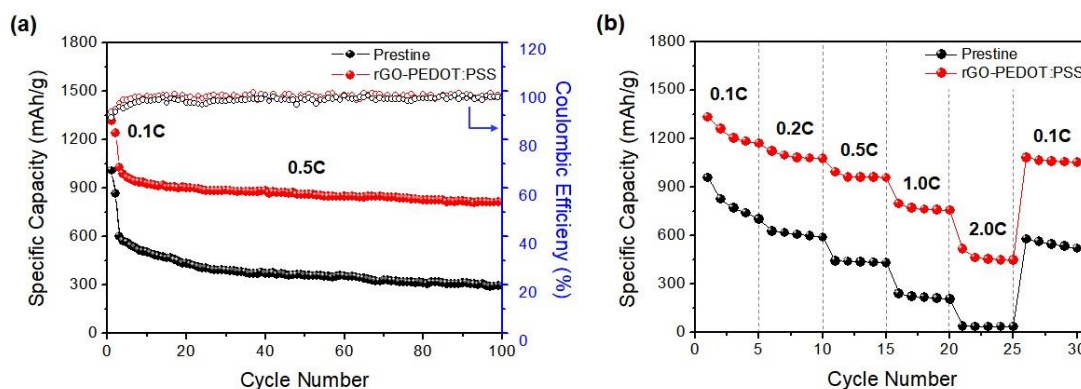 (a)
1800
1500
1200
900
600
300
0
Specific Capacity (mAh/g)
0 20 40 60 80 100
Cycle Number
120
100
80
60
40
20
0
Coulombic Efficieny (%)
Prestine
rGO-PEDOT:PSS
0.1C
0.5C
(b)
1800
1500
1200
900
600
300
0
Specific Capacity (mAh/g)
0 5 10 15 20 25 30
Cycle Number
Prestine
rGO-PEDOT:PSS
0.1C
0.2C
0.5C
1.0C
2.0C
0.1C